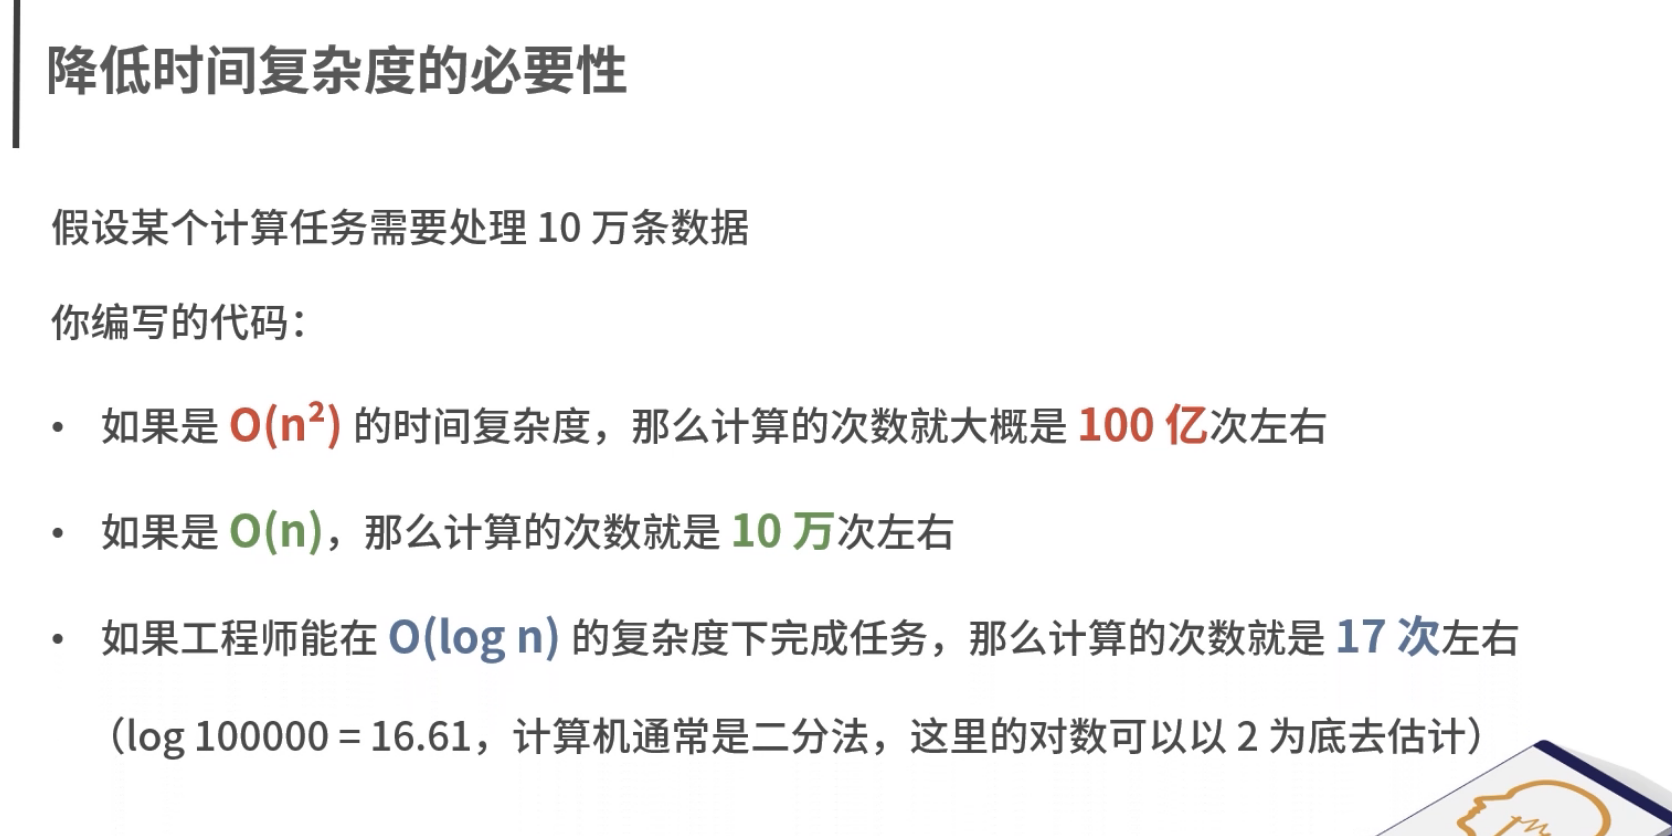 降低时间复杂度的必要性
假设某个计算任务需要处理 10 万条数据
你编写的代码：
• 如果是 O(n²) 的时间复杂度，那么计算的次数就大概是 100 亿次左右
• 如果是 O(n)，那么计算的次数就是 10 万次左右
• 如果工程师能在 O(log n) 的复杂度下完成任务，那么计算的次数就是 17 次左右
（log 100000 = 16.61，计算机通常是二分法，这里的对数可以以 2 为底去估计）